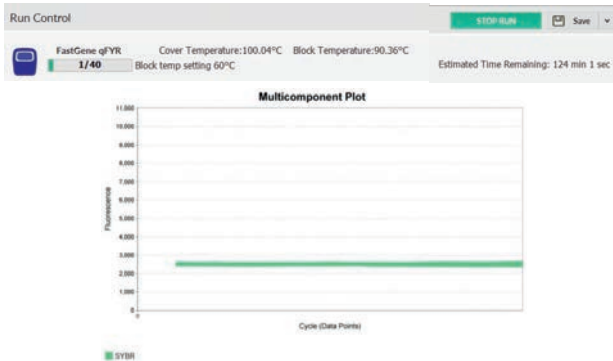 Run Control
STOP RUN
Save
FastGene qFYR
Cover Temperature:100.04°C Block Temperature:90.36°C
1/40
Block temp setting 60°C
Estimated Time Remaining: 124 min 1 sec
Multicomponent Plot
11.000
10.000
9.000
8.000
7.000
6.000
5.000
4.000
3.000
2.000
1.000
0
0
Fluorescence
Cycle (Data Points)
SYBR